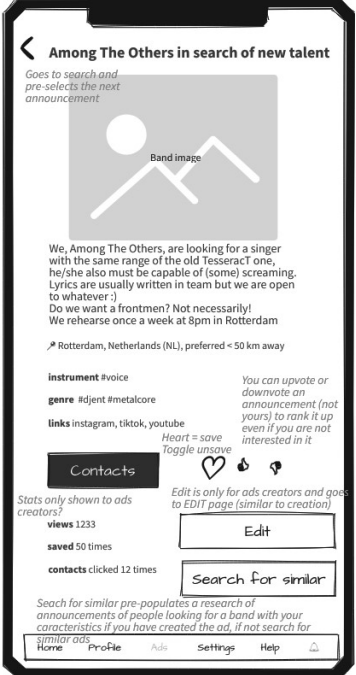 Among The Others in search of new talent
Goes to search and
pre-selects the next
announcement
Band image
We, Among The Others, are looking for a singer
with the same range of the old TesseracT one,
he/she also must be capable of (some) screaming.
Lyrics are usually written in team but we are open
to whatever :)
Do we want a frontmen? Not necessarily!
We rehearse once a week at 8pm in Rotterdam
Rotterdam, Netherlands (NL), preferred < 50 km away
instrument #voice
genre #djent #metalcore
links instagram, tiktok, youtube
You can upvote or
downvote an
announcement (not
yours) to rank it up
even if you are not
interested in it
Heart = save
Toggle unsave
Contacts
Stats only shown to ads
creators?
Edit is only for ads creators and goes
to EDIT page (similar to creation)
views 1233
saved 50 times
contacts clicked 12 times
Edit
Search for similar
Seach for similar pre-populates a research of
announcements of people looking for a band with your
caracteristics if you have created the ad, if not search for
similar ads
Home Profile Ads Settings Help